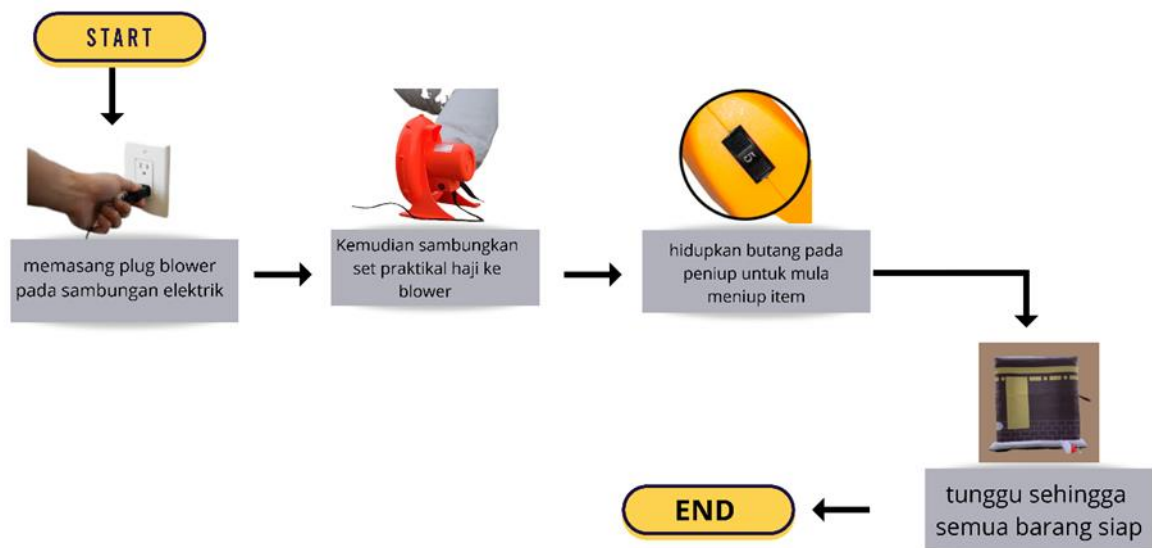 START
memasang plug blower
pada sambungan elektrik
Kemudian sambungkan
set praktikal haji ke
blower
hidupkan butang pada
peniup untuk mula
meniup item
tunggu sehingga
semua barang siap
END